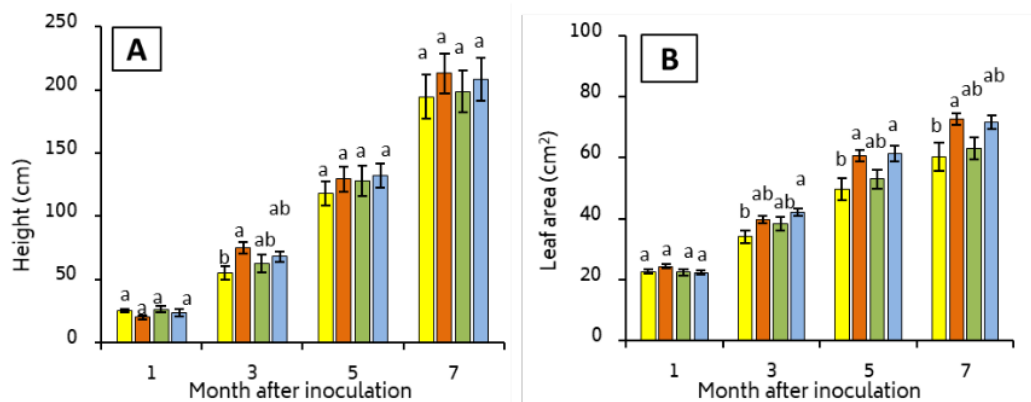 A
Height (cm)
250
200
150
100
50
0
a a a a
b a ab ab
a a a a
a a a a
1 3 5 7
Month after inoculation
B
Leaf area (cm²)
100
80
60
40
20
0
a a a a
b ab ab a
b a ab a
b a ab ab
1 3 5 7
Month after inoculation